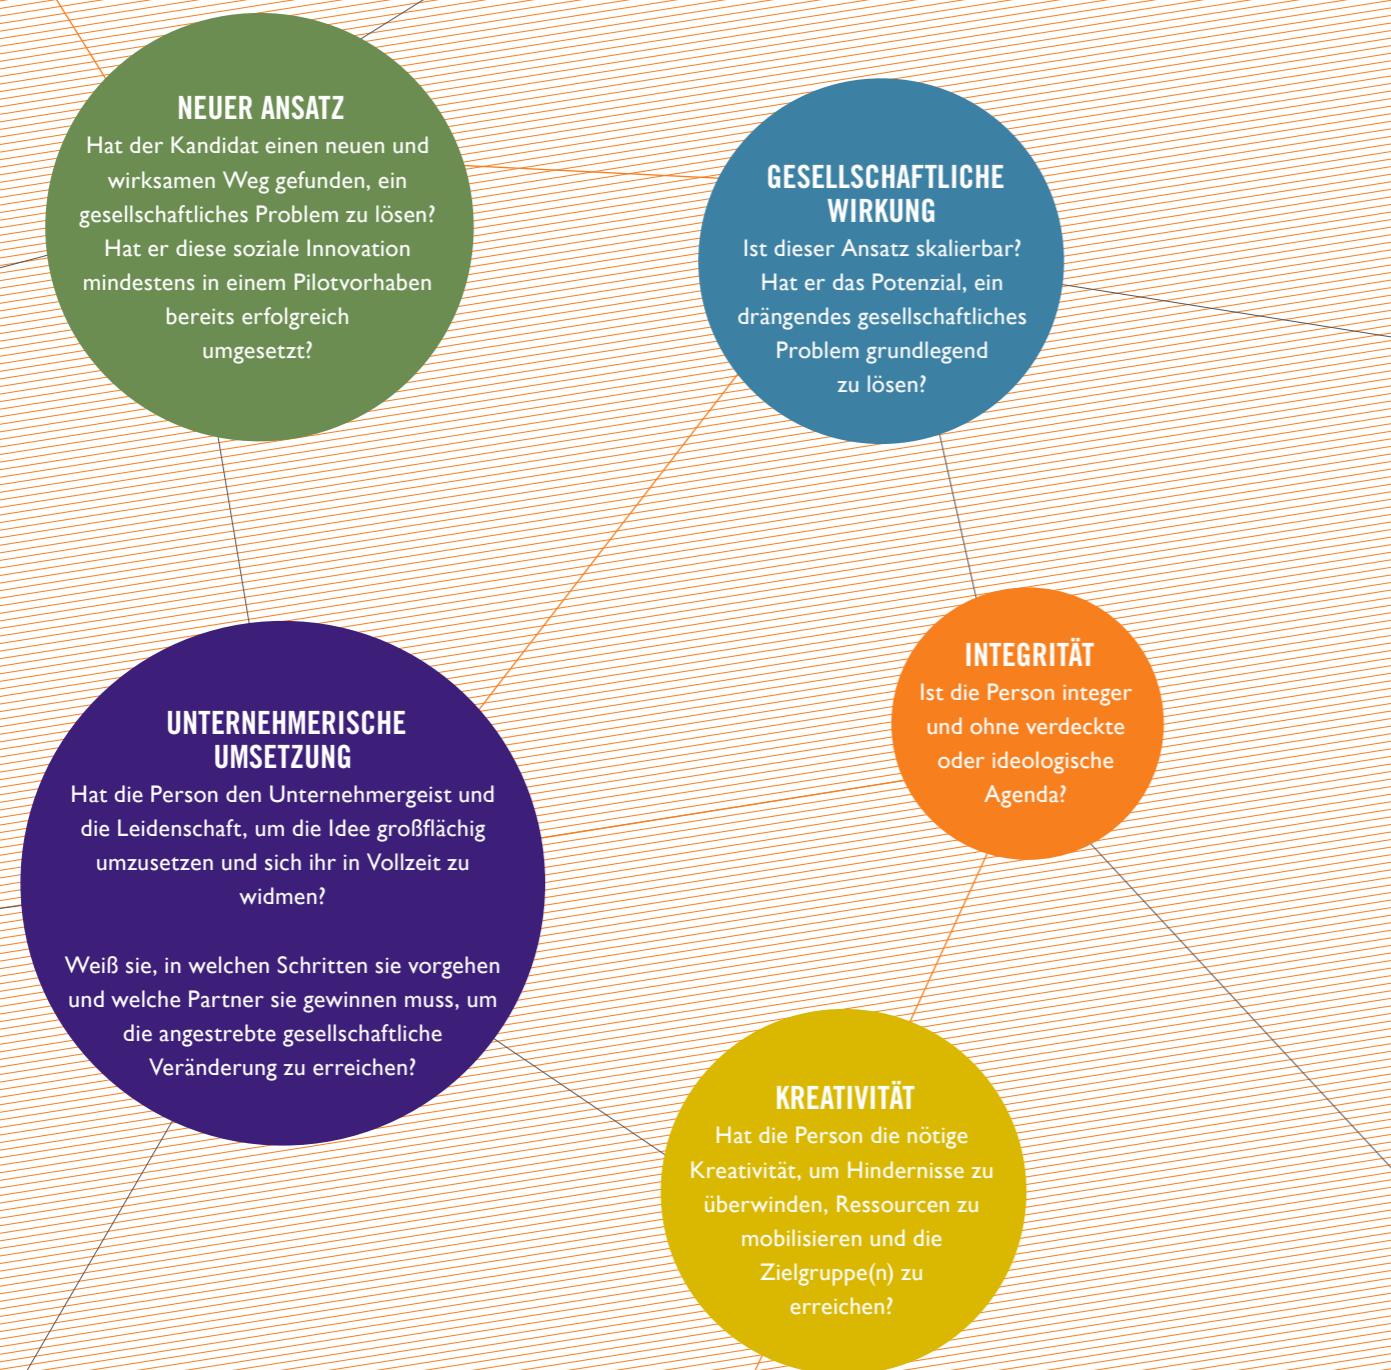 NEUER ANSATZ
Hat der Kandidat einen neuen und
wirksamen Weg gefunden, ein
gesellschaftliches Problem zu lösen?
Hat er diese soziale Innovation
mindestens in einem Pilotvorhaben
bereits erfolgreich
umgesetzt?
GESELLSCHAFTLICHE
WIRKUNG
Ist dieser Ansatz skalierbar?
Hat er das Potenzial, ein
drängendes gesellschaftliches
Problem grundlegend
zu lösen?
UNTERNEHMERISCHE
UMSETZUNG
Hat die Person den Unternehmergeist und
die Leidenschaft, um die Idee großflächig
umzusetzen und sich ihr in Vollzeit zu
widmen?
Weiß sie, in welchen Schritten sie vorgehen
und welche Partner sie gewinnen muss, um
die angestrebte gesellschaftliche
Veränderung zu erreichen?
INTEGRITÄT
Ist die Person integer
und ohne verdeckte
oder ideologische
Agenda?
KREATIVITÄT
Hat die Person die nötige
Kreativität, um Hindernisse zu
überwinden, Ressourcen zu
mobilisieren und die
Zielgruppe(n) zu
erreichen?